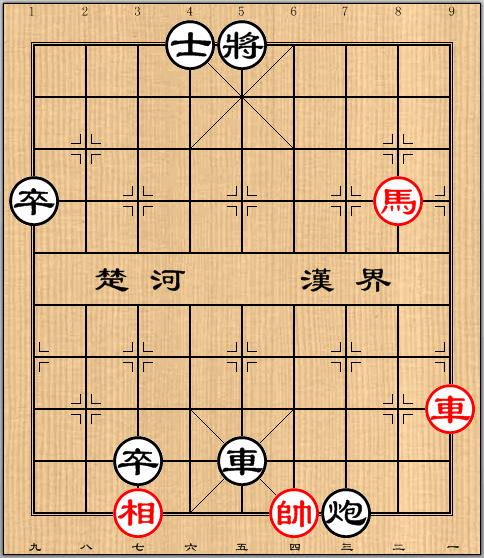 1 2 3 4 5 6 7 8 9
士 將
卒 馬
楚 河 漢 界
車
卒 車
相 帥 炮
九 八 七 六 五 四 三 二 一